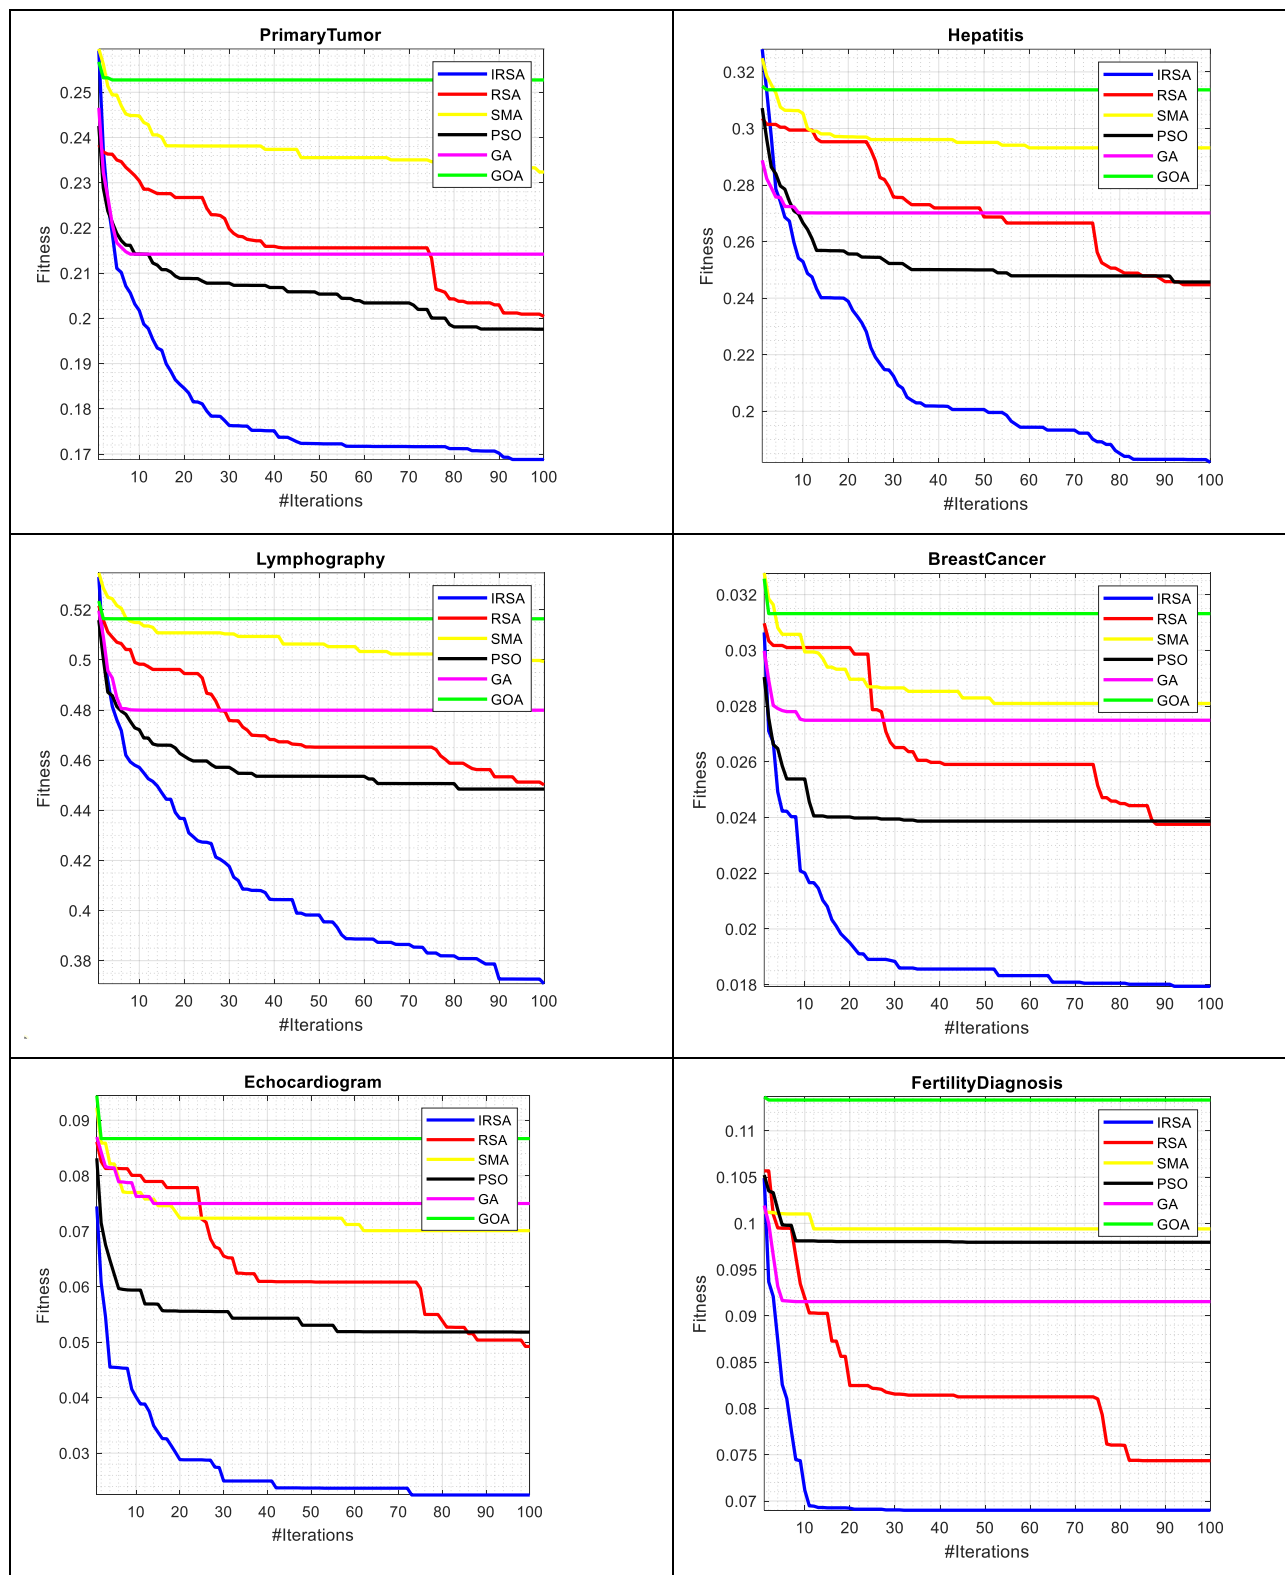 PrimaryTumor
0.25
0.24
0.23
0.22
0.21
0.2
0.19
0.18
0.17
Fitness
10 20 30 40 50 60 70 80 90 100
#Iterations
IRSA
RSA
SMA
PSO
GA
GOA
Hepatitis
0.32
0.3
0.28
0.26
0.24
0.22
0.2
Fitness
10 20 30 40 50 60 70 80 90 100
#Iterations
IRSA
RSA
SMA
PSO
GA
GOA
Lymphography
0.52
0.5
0.48
0.46
0.44
0.42
0.4
0.38
Fitness
10 20 30 40 50 60 70 80 90 100
#Iterations
IRSA
RSA
SMA
PSO
GA
GOA
BreastCancer
0.032
0.03
0.028
0.026
0.024
0.022
0.02
0.018
Fitness
10 20 30 40 50 60 70 80 90 100
#Iterations
IRSA
RSA
SMA
PSO
GA
GOA
Echocardiogram
0.09
0.08
0.07
0.06
0.05
0.04
0.03
Fitness
10 20 30 40 50 60 70 80 90 100
#Iterations
IRSA
RSA
SMA
PSO
GA
GOA
FertilityDiagnosis
0.11
0.105
0.1
0.095
0.09
0.085
0.08
0.075
0.07
Fitness
10 20 30 40 50 60 70 80 90 100
#Iterations
IRSA
RSA
SMA
PSO
GA
GOA